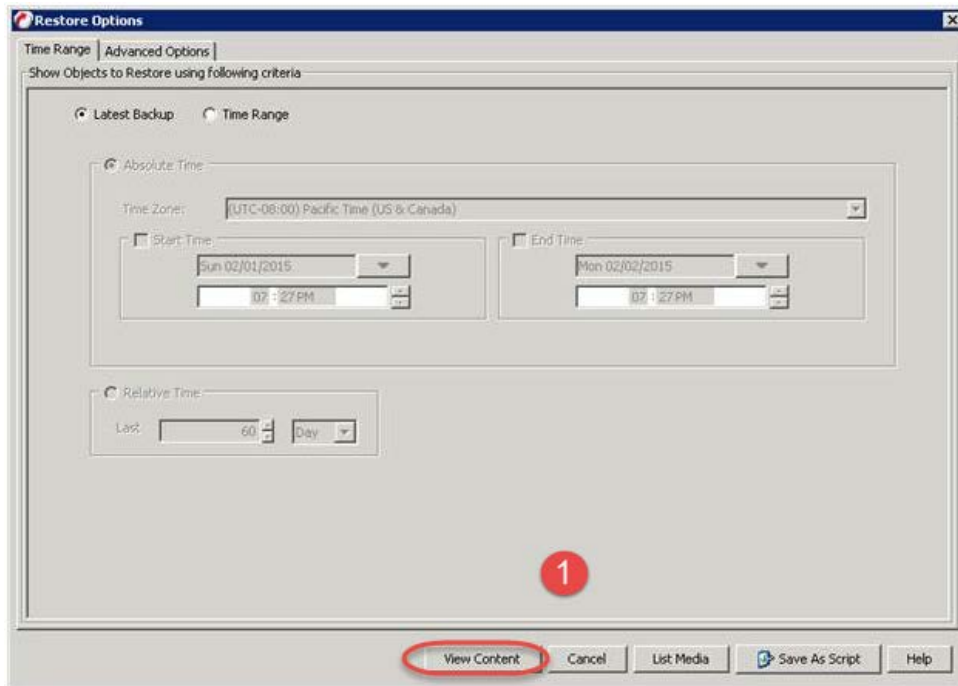 Restore Options
Time Range Advanced Options
Show Objects to Restore using following criteria
Latest Backup Time Range
Absolute Time
Time Zone: (UTC-08:00) Pacific Time (US & Canada)
Start Time End Time
Sun 02/01/2015 Mon 02/02/2015
07 : 27 PM 07 : 27 PM
Relative Time
Last 60 Day
1
View Content Cancel List Media Save As Script Help